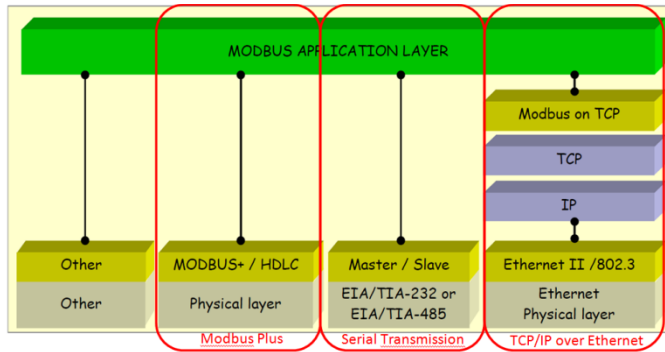 MODBUS APPLICATION LAYER
Modbus on TCP
TCP
IP
Other
MODBUS+ / HDLC
Master / Slave
Ethernet II /802.3
Other
Physical layer
EIA/TIA-232 or
EIA/TIA-485
Ethernet
Physical layer
Modbus Plus
Serial Transmission
TCP/IP over Ethernet